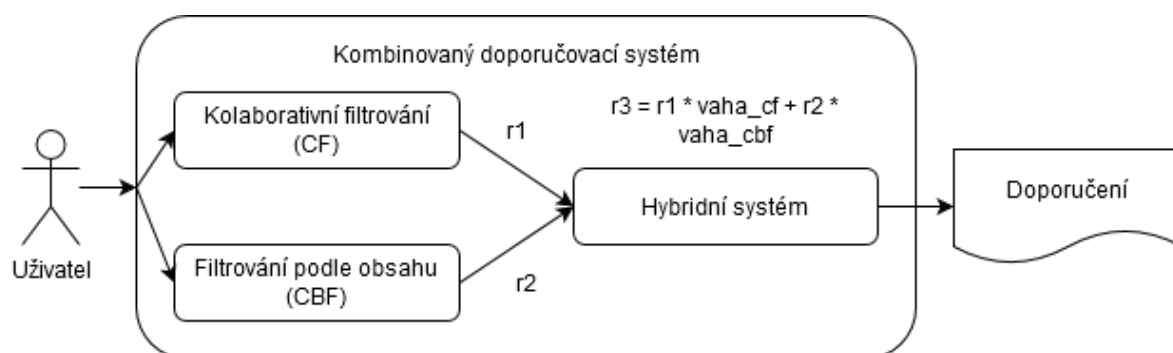 Kombinovaný doporučovací systém
Kolaborativní filtrování
(CF)
r1
r3 = r1 * vaha_cf + r2 *
vaha_cbf
Uživatel
Filtrování podle obsahu
(CBF)
r2
Hybridní systém
Doporučení